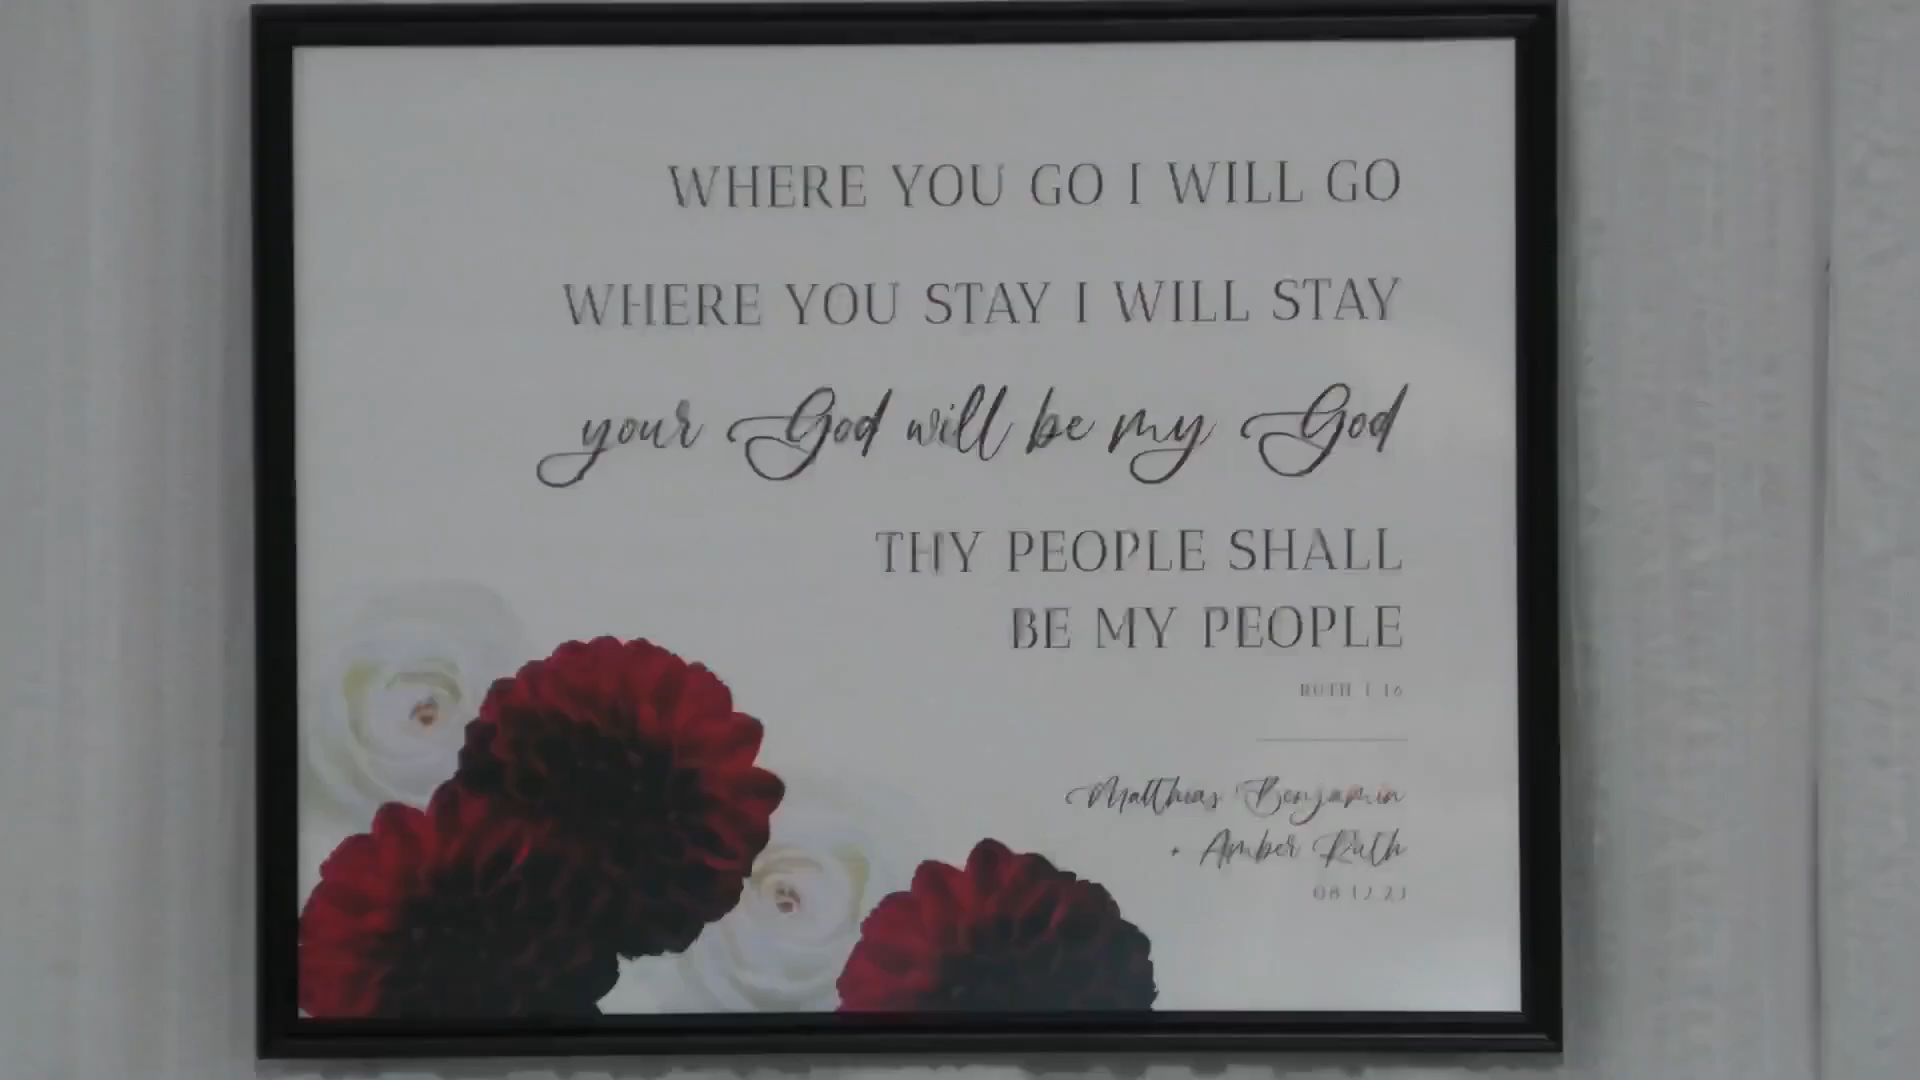 WHERE YOU GO I WILL GO
WHERE YOU STAY I WILL STAY
your God will be my God
THY PEOPLE SHALL
BE MY PEOPLE
RUTH 1:16
Matthias Benjamin
+ Amber Ruth
08.12.23